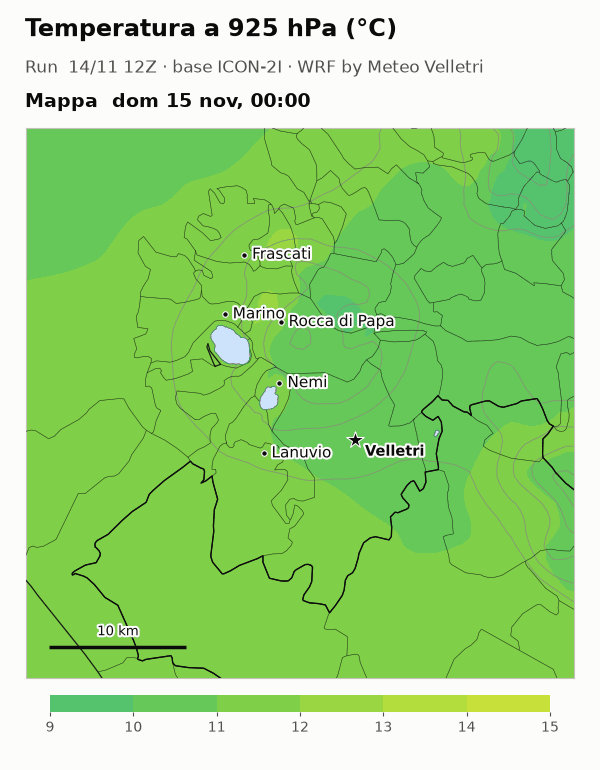 Temperatura a 925 hPa (°C)
Run  14/11 12Z · base ICON-2I · WRF by Meteo Velletri
Mappa  dom 15 nov, 00:00
Frascati
Marino
Rocca di Papa
Nemi
Velletri
Lanuvio
10 km
9 10 11 12 13 14 15